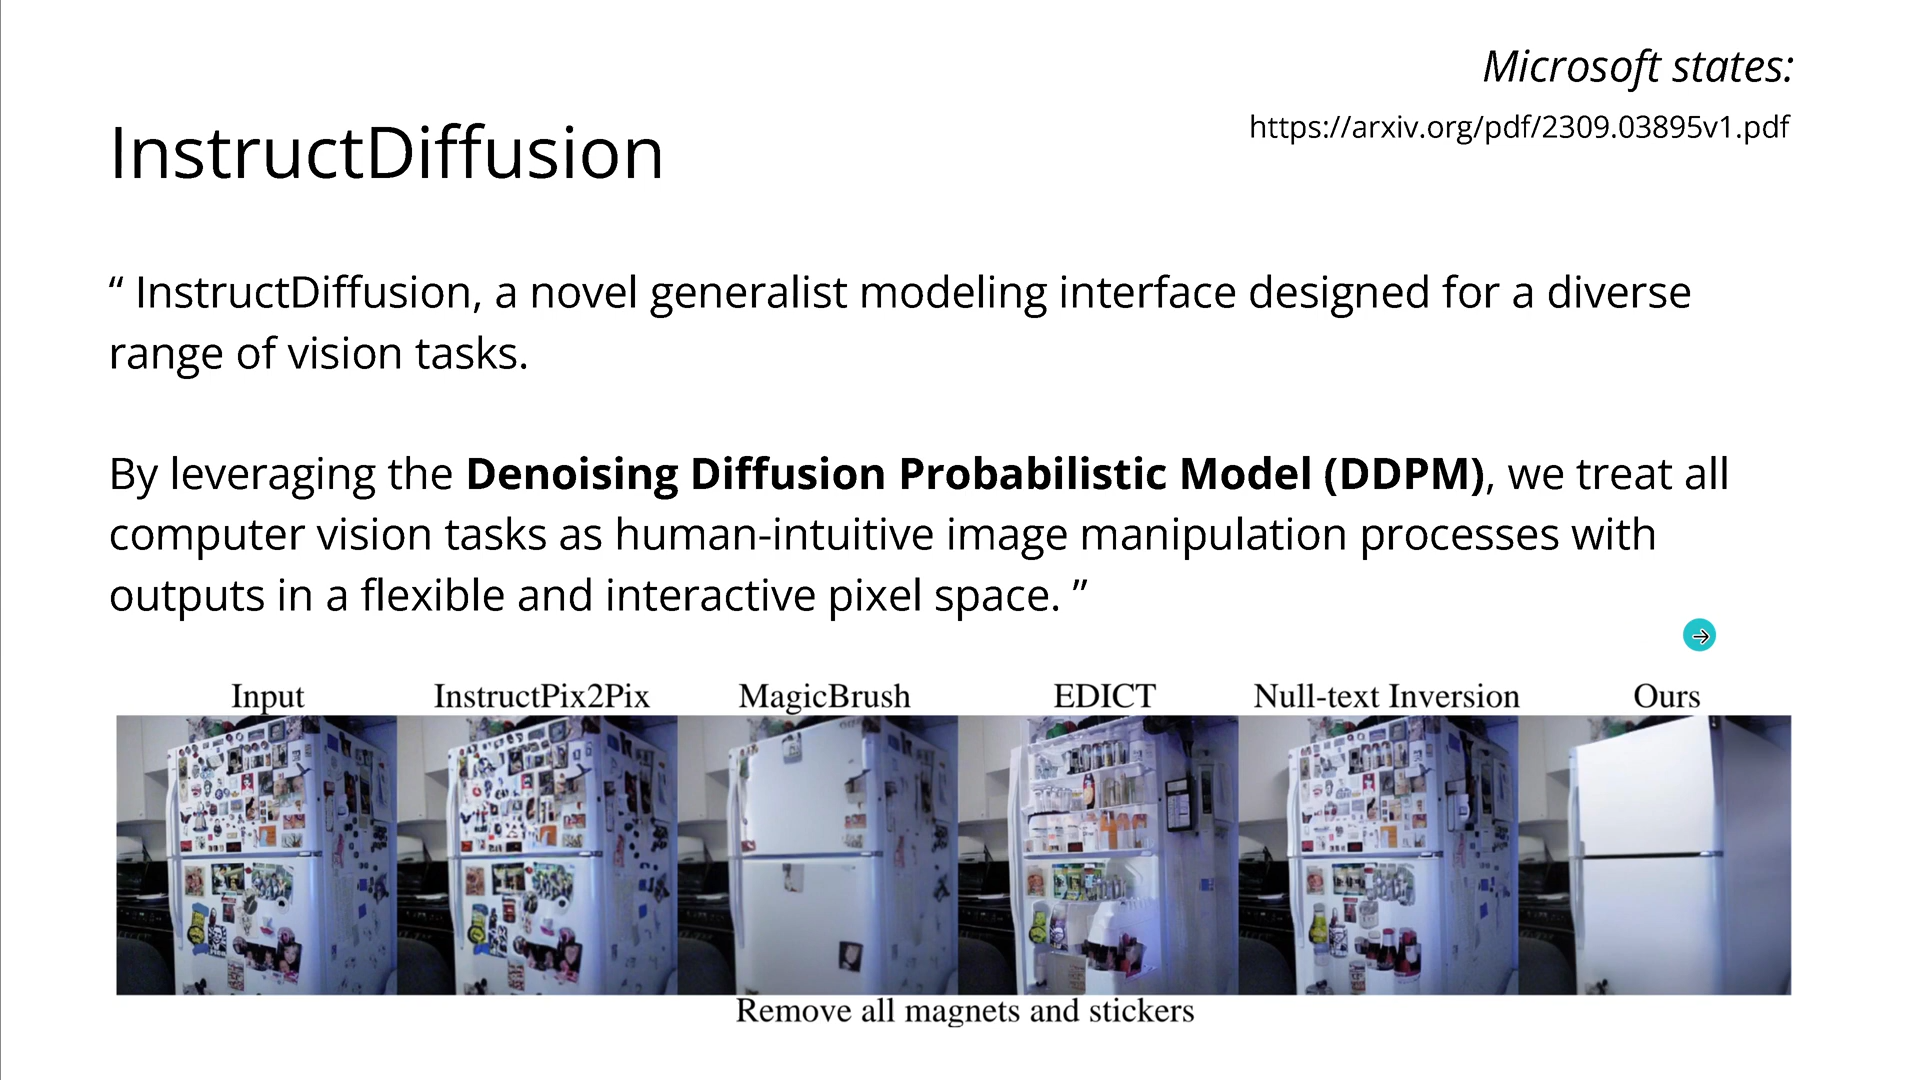 Microsoft states:
https://arxiv.org/pdf/2309.03895v1.pdf
InstructDiffusion
“ InstructDiffusion, a novel generalist modeling interface designed for a diverse
range of vision tasks.
By leveraging the Denoising Diffusion Probabilistic Model (DDPM), we treat all
computer vision tasks as human-intuitive image manipulation processes with
outputs in a flexible and interactive pixel space. ”
Input InstructPix2Pix MagicBrush EDICT Null-text Inversion Ours
Remove all magnets and stickers